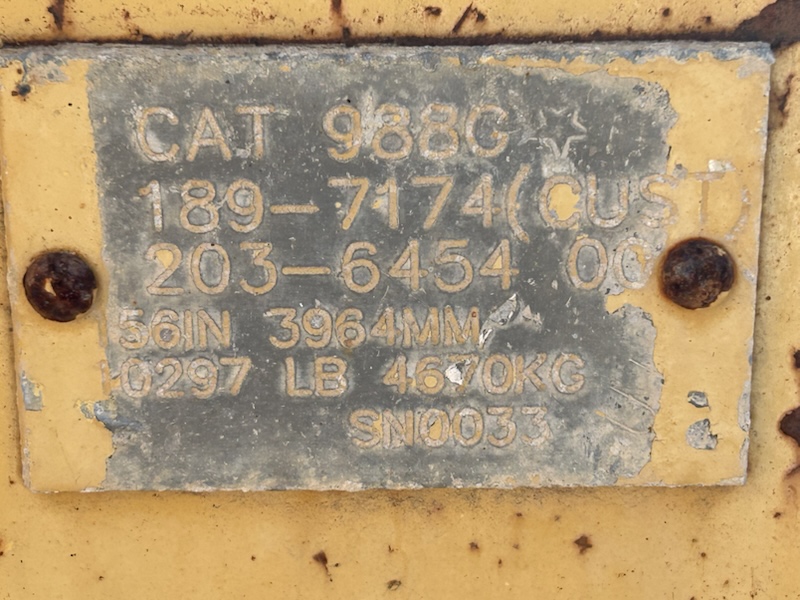 CAT 988G ☆
189-7174(CUST)
203-6454 00
56IN 3964MM
0297 LB 4670KG
SN0033